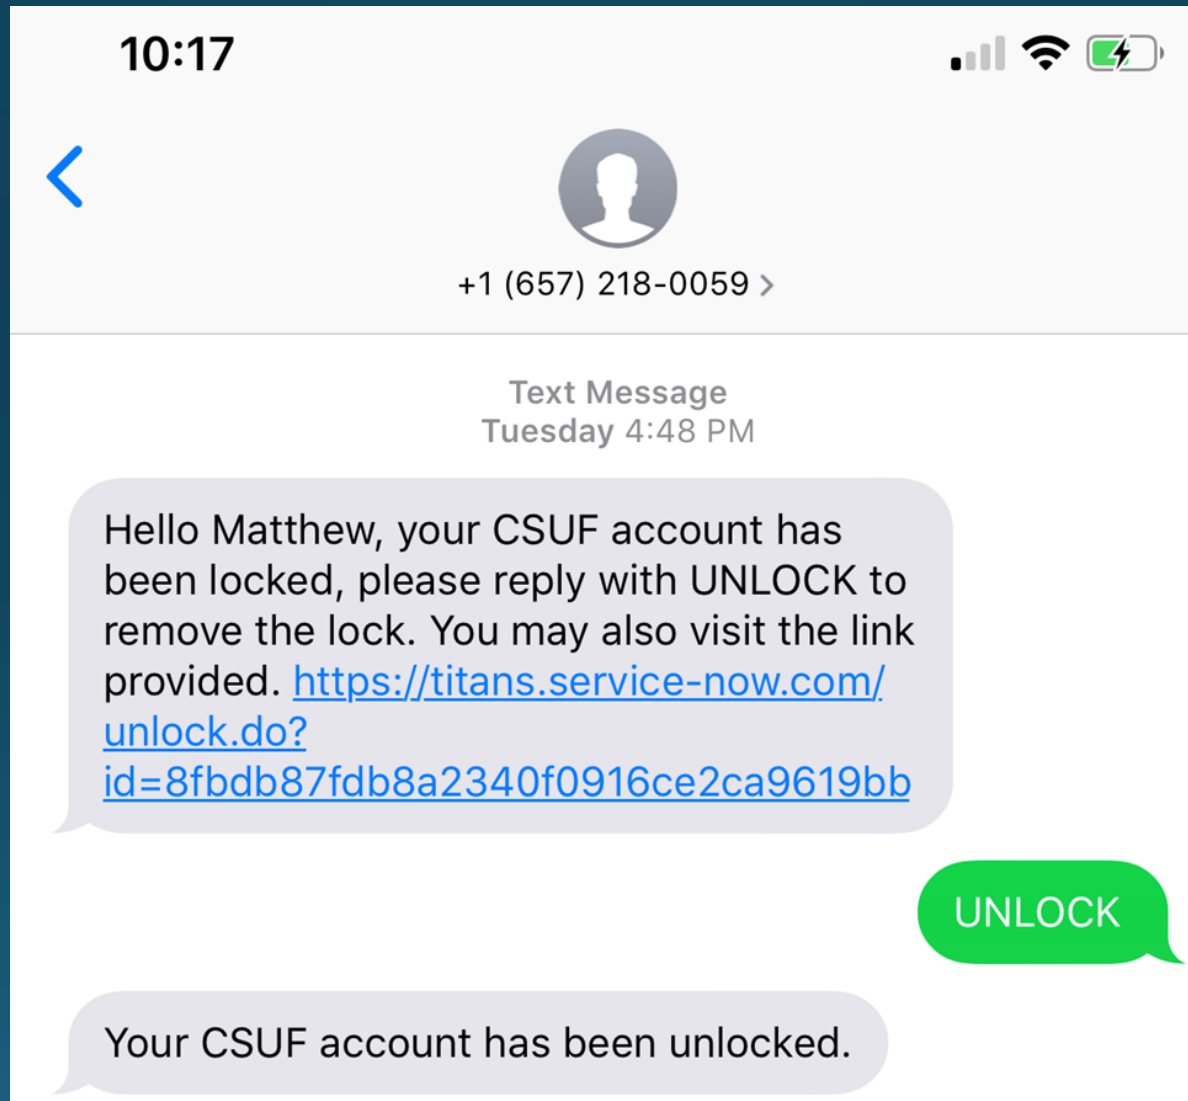 10:17
+1 (657) 218-0059
Text Message
Tuesday 4:48 PM
Hello Matthew, your CSUF account has
been locked, please reply with UNLOCK to
remove the lock. You may also visit the link
provided. https://titans.service-now.com/
unlock.do?
id=8fbdb87fdb8a2340f0916ce2ca9619bb
UNLOCK
Your CSUF account has been unlocked.